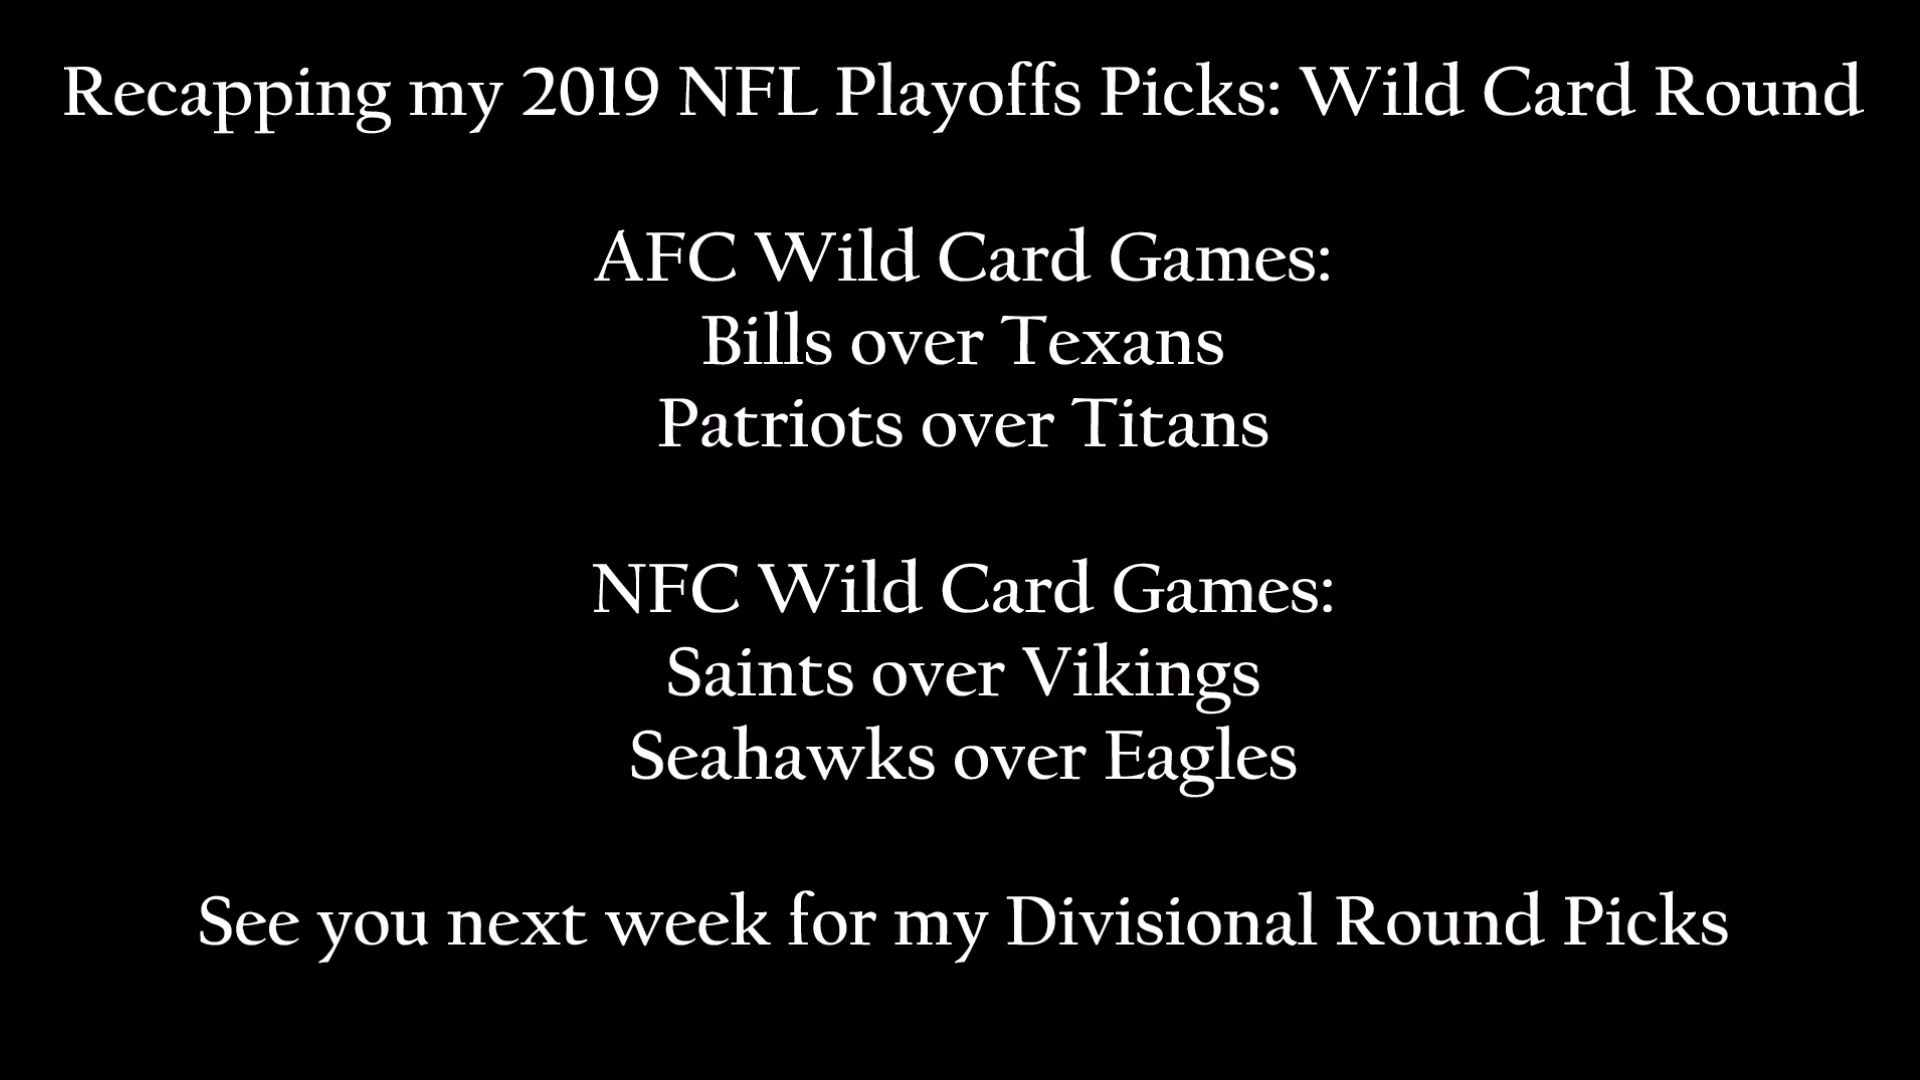 Recapping my 2019 NFL Playoffs Picks: Wild Card Round
AFC Wild Card Games:
Bills over Texans
Patriots over Titans
NFC Wild Card Games:
Saints over Vikings
Seahawks over Eagles
See you next week for my Divisional Round Picks